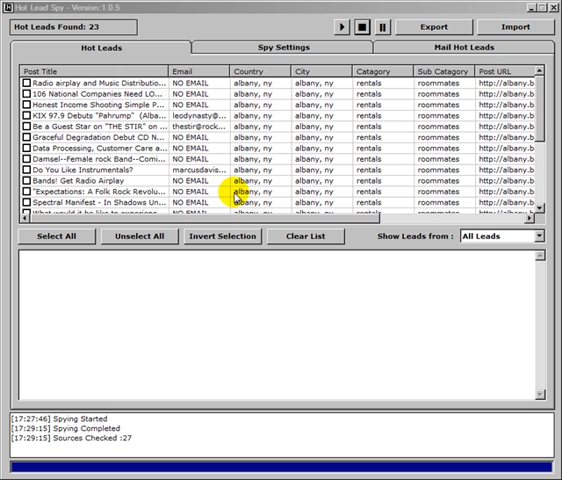 Hot Lead Spy - Version 1.0.5
Hot Leads Found: 23 Export Import
Hot Leads Spy Settings Mail Hot Leads
Post Title Email Country City Catagory Sub Catagory Post URL
Radio airplay and Music Distributio... NO EMAIL albany, ny albany, ny rentals roommates http://albany.b
106 National Companies Need LO... NO EMAIL albany, ny albany, ny rentals roommates http://albany.b
Honest Income Shooting Simple P... NO EMAIL albany, ny albany, ny rentals roommates http://albany.b
KIX 97.9 Debuts "Pahrump" (Alba... leodynasty@... albany, ny albany, ny rentals roommates http://albany.b
Be a Guest Star on "THE STIR" on ... thestir@rock... albany, ny albany, ny rentals roommates http://albany.b
Graceful Degradation Debut CD N... NO EMAIL albany, ny albany, ny rentals roommates http://albany.b
Data Processing, Customer Care a... NO EMAIL albany, ny albany, ny rentals roommates http://albany.b
Damsel--Female rock Band--Comi... NO EMAIL albany, ny albany, ny rentals roommates http://albany.b
Do You Like Instrumentals? marcusdavis... albany, ny albany, ny rentals roommates http://albany.b
Bands! Get Radio Airplay NO EMAIL albany, ny albany, ny rentals roommates http://albany.b
"Expectations: A Folk Rock Revolu... NO EMAIL albany, ny albany, ny rentals roommates http://albany.b
Spectral Manifest - In Shadows Un... NO EMAIL albany, ny albany, ny rentals roommates http://albany.b
Select All Unselect All Invert Selection Clear List Show Leads from : All Leads
[17:27:46] Spying Started
[17:29:15] Spying Completed
[17:29:15] Sources Checked :27